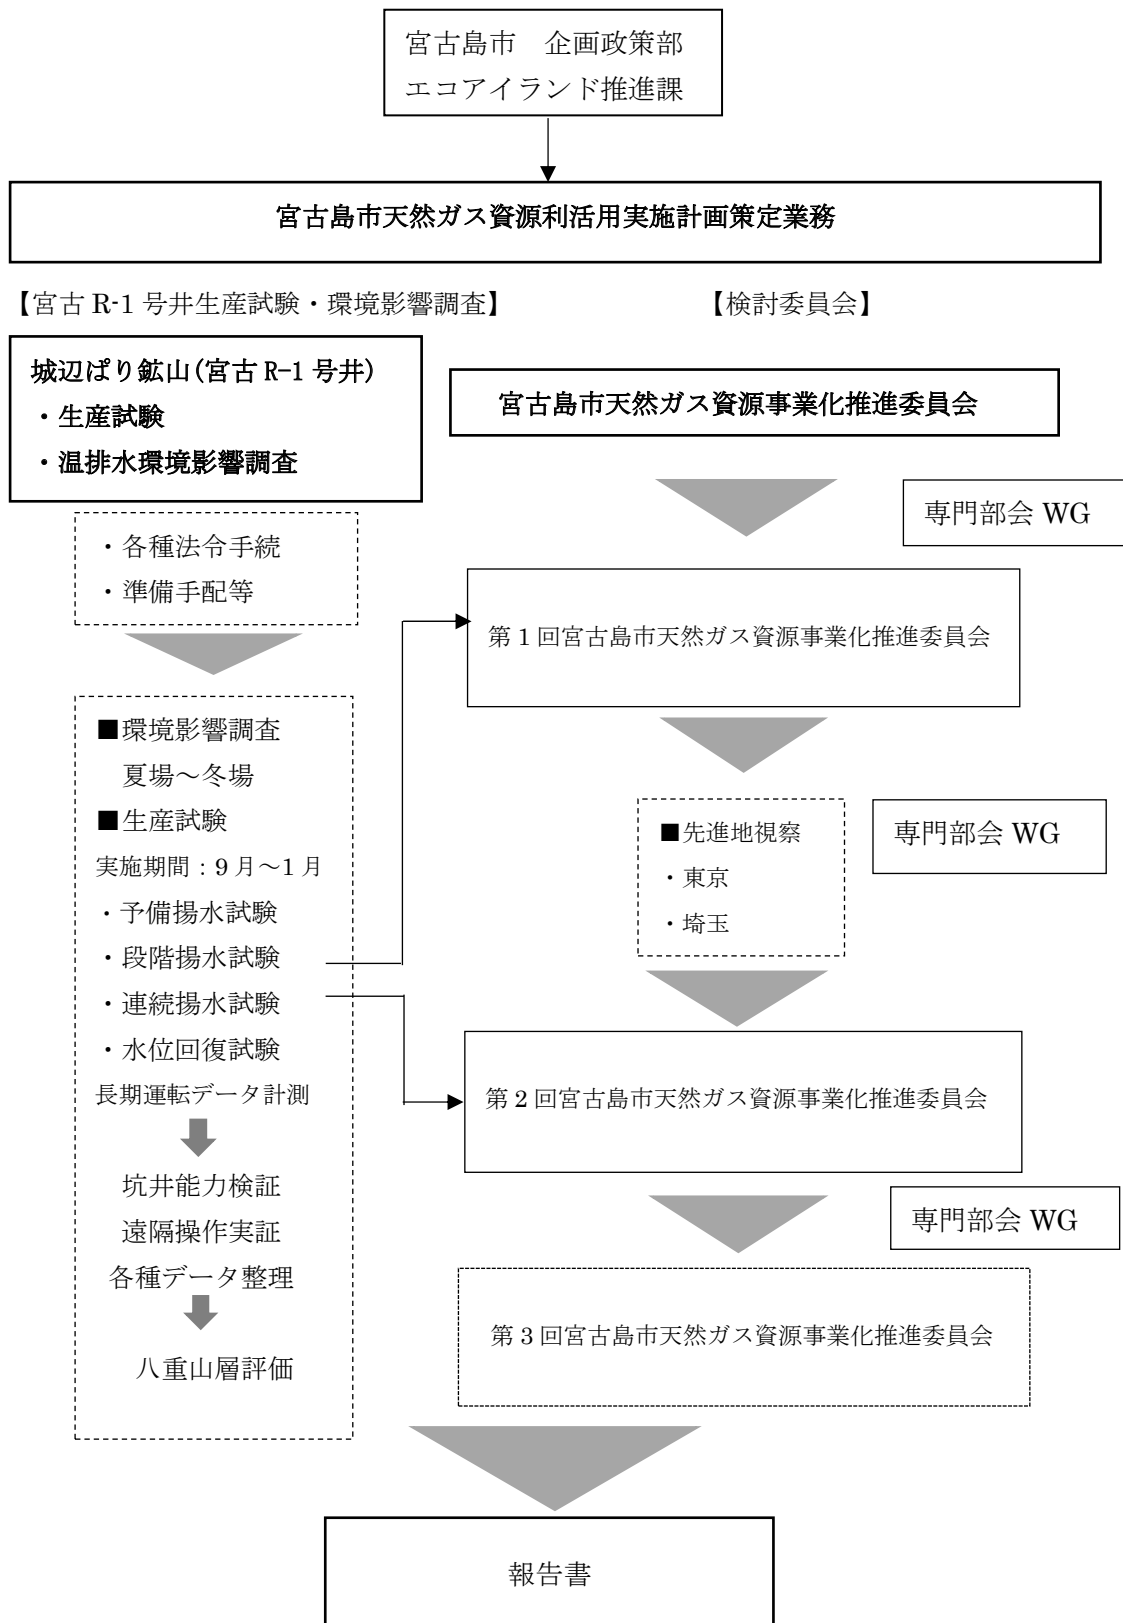 宮古島市　企画政策部
エコアイランド推進課
宮古島市天然ガス資源利活用実施計画策定業務
【宮古 R-1 号井生産試験・環境影響調査】
【検討委員会】
城辺ぱり鉱山(宮古 R-1 号井)
・生産試験
・温排水環境影響調査
宮古島市天然ガス資源事業化推進委員会
専門部会 WG
・各種法令手続
・準備手配等
第 1 回宮古島市天然ガス資源事業化推進委員会
■環境影響調査
夏場～冬場
■生産試験
実施期間：9 月～1 月
・予備揚水試験
・段階揚水試験
・連続揚水試験
・水位回復試験
長期運転データ計測
坑井能力検証
遠隔操作実証
各種データ整理
八重山層評価
■先進地視察
・東京
・埼玉
専門部会 WG
第 2 回宮古島市天然ガス資源事業化推進委員会
専門部会 WG
第 3 回宮古島市天然ガス資源事業化推進委員会
報告書